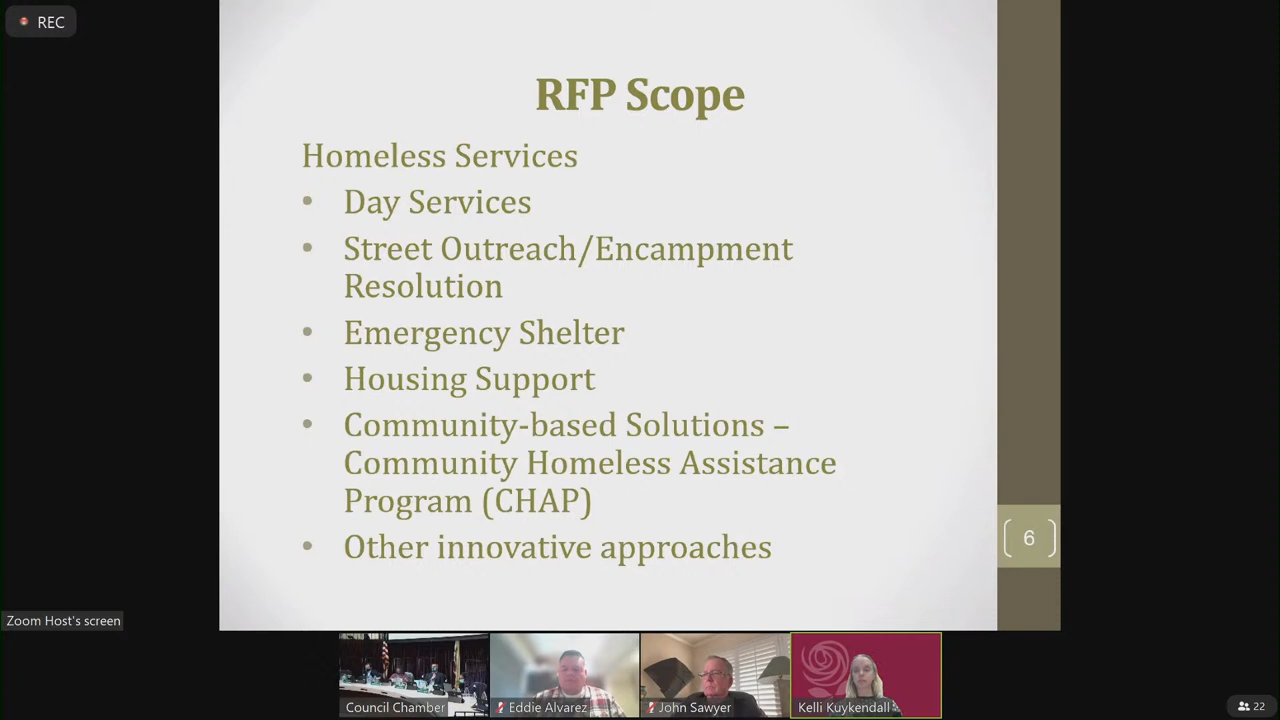 REC
RFP Scope
Homeless Services
• Day Services
• Street Outreach/Encampment
Resolution
• Emergency Shelter
• Housing Support
• Community-based Solutions –
Community Homeless Assistance
Program (CHAP)
• Other innovative approaches
6
Zoom Host's screen
Council Chamber
Eddie Alvarez
John Sawyer
Kelli Kuykendall
22